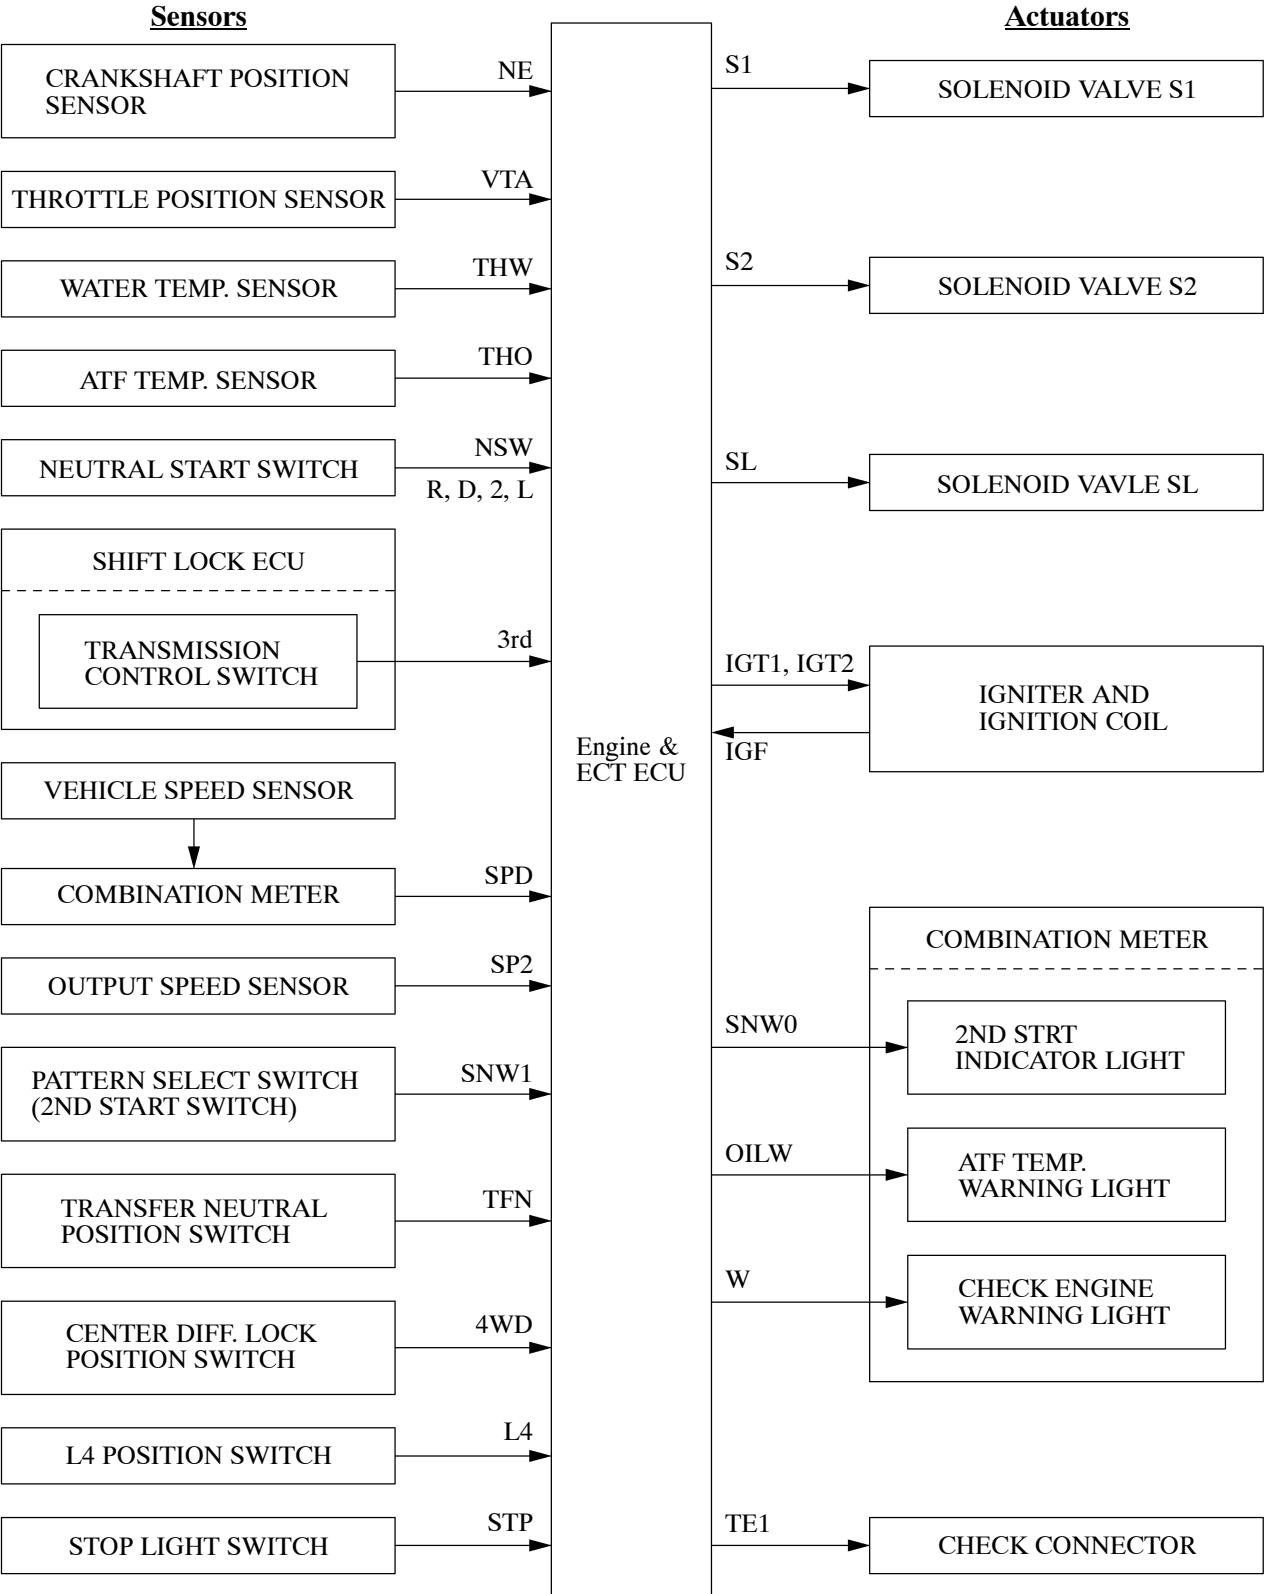 Sensors
Actuators
CRANKSHAFT POSITION
SENSOR
NE
THROTTLE POSITION SENSOR
VTA
WATER TEMP. SENSOR
THW
ATF TEMP. SENSOR
THO
NEUTRAL START SWITCH
NSW
R, D, 2, L
SHIFT LOCK ECU
TRANSMISSION
CONTROL SWITCH
3rd
VEHICLE SPEED SENSOR
COMBINATION METER
SPD
OUTPUT SPEED SENSOR
SP2
PATTERN SELECT SWITCH
(2ND START SWITCH)
SNW1
TRANSFER NEUTRAL
POSITION SWITCH
TFN
CENTER DIFF. LOCK
POSITION SWITCH
4WD
L4 POSITION SWITCH
L4
STOP LIGHT SWITCH
STP
Engine &
ECT ECU
S1
SOLENOID VALVE S1
S2
SOLENOID VALVE S2
SL
SOLENOID VAVLE SL
IGT1, IGT2
IGF
IGNITER AND
IGNITION COIL
COMBINATION METER
SNW0
2ND STRT
INDICATOR LIGHT
OILW
ATF TEMP.
WARNING LIGHT
W
CHECK ENGINE
WARNING LIGHT
TE1
CHECK CONNECTOR